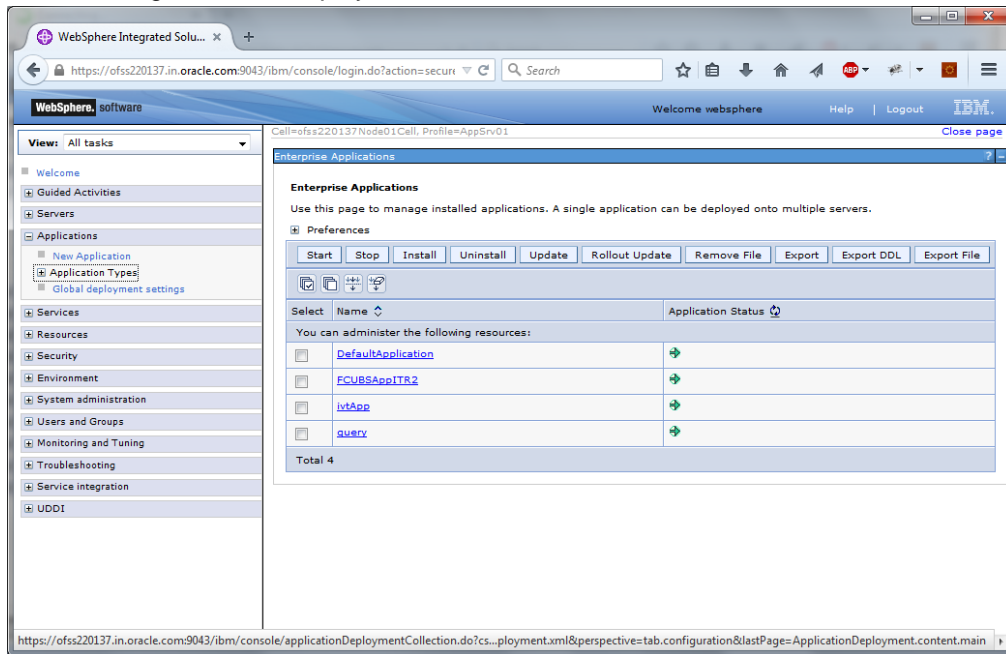 WebSphere Integrated Solu... × +
https://ofss220137.in.oracle.com:9043/ibm/console/login.do?action=secure Search ABP
WebSphere. software Welcome websphere Help | Logout IBM.
View: All tasks
Welcome
Guided Activities
Servers
Applications
New Application
Application Types
Global deployment settings
Services
Resources
Security
Environment
System administration
Users and Groups
Monitoring and Tuning
Troubleshooting
Service integration
UDDI
Cell=ofss220137Node01Cell, Profile=AppSrv01 Close page
Enterprise Applications ? -
Enterprise Applications
Use this page to manage installed applications. A single application can be deployed onto multiple servers.
Preferences
Start Stop Install Uninstall Update Rollout Update Remove File Export Export DDL Export File
Select Name Application Status
You can administer the following resources:
DefaultApplication
FCUBSAppITR2
ivtApp
query
Total 4
https://ofss220137.in.oracle.com:9043/ibm/console/applicationDeploymentCollection.do?cs...ployment.xml&perspective=tab.configuration&lastPage=ApplicationDeployment.content.main